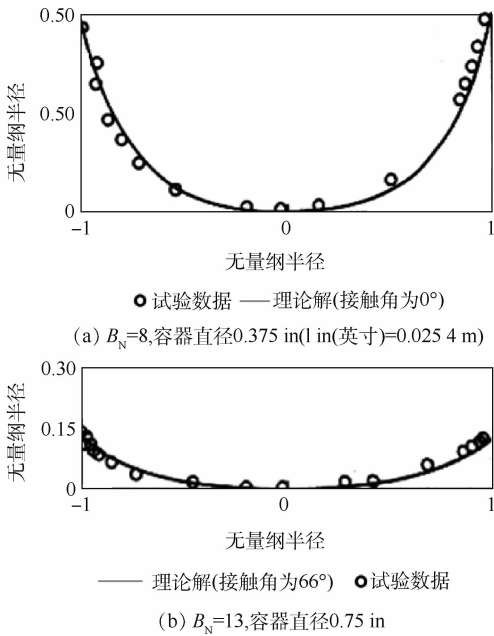 0.50
0.50
0
无量纲半径
-1
0
1
无量纲半径
试验数据 理论解(接触角为0°)
(a) BN=8,容器直径0.375 in(l in(英寸)=0.025 4 m)
0.30
0.15
0
无量纲半径
-1
0
1
无量纲半径
理论解(接触角为66°) 试验数据
(b) BN=13,容器直径0.75 in